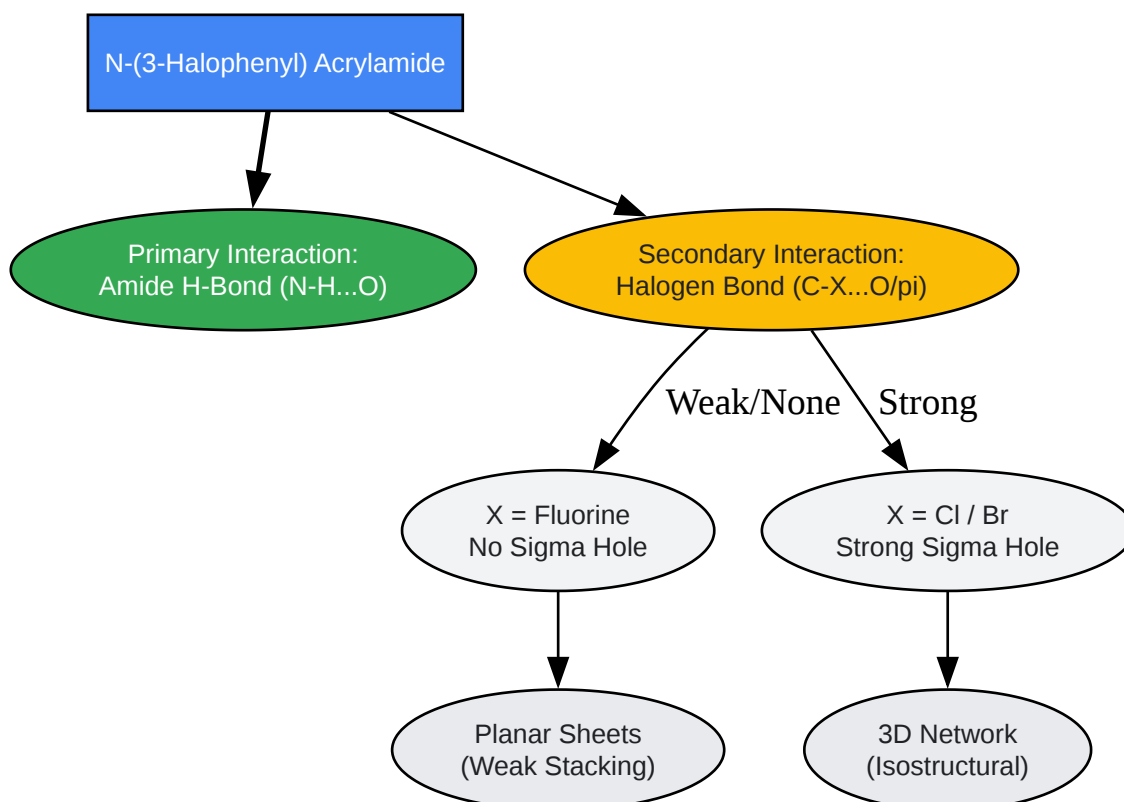 N-(3-Halophenyl) Acrylamide
Primary Interaction:
Amide H-Bond (N-H...O)
Secondary Interaction:
Halogen Bond (C-X...O/pi)
Weak/None
Strong
X = Fluorine
No Sigma Hole
X = Cl / Br
Strong Sigma Hole
Planar Sheets
(Weak Stacking)
3D Network
(Isostructural)